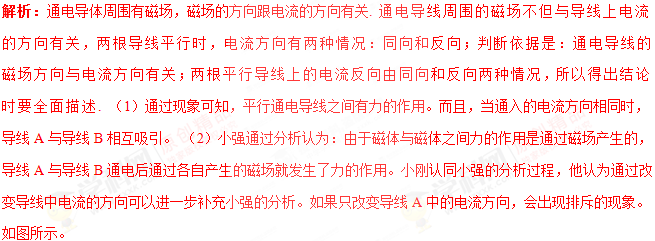 解析：通电导体周围有磁场，磁场的方向跟电流的方向有关. 通电导线周围的磁场不但与导线上电流
的方向有关，两根导线平行时，电流方向有两种情况：同向和反向；判断依据是：通电导线的
磁场方向与电流方向有关；两根平行导线上的电流反向由同向和反向两种情况，所以得出结论
时要全面描述. （1）通过现象可知，平行通电导线之间有力的作用。而且，当通入的电流方向相同时，
导线 A 与导线 B 相互吸引。 （2）小强通过分析认为：由于磁体与磁体之间力的作用是通过磁场产生的，
导线 A 与导线 B 通电后通过各自产生的磁场就发生了力的作用。小刚认同小强的分析过程，他认为通过改
变导线中电流的方向可以进一步补充小强的分析。如果只改变导线 A 中的电流方向，会出现排斥的现象。
如图所示。